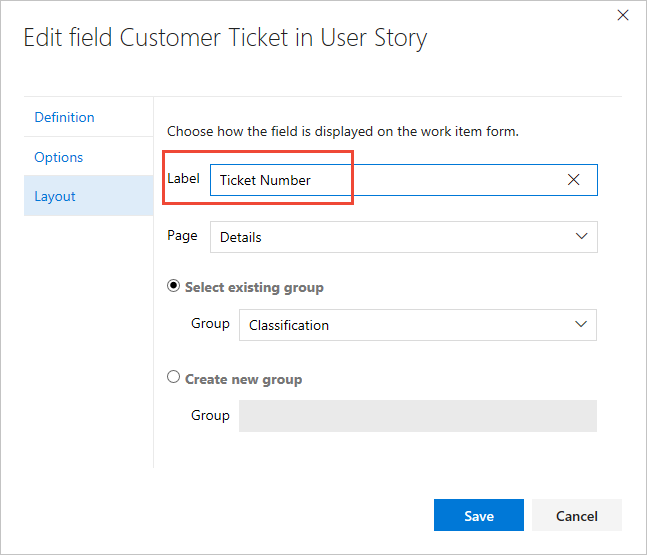 Edit field Customer Ticket in User Story
Definition
Options
Layout
Choose how the field is displayed on the work item form.
Label Ticket Number
Page Details
Select existing group
Group Classification
Create new group
Group
Save Cancel